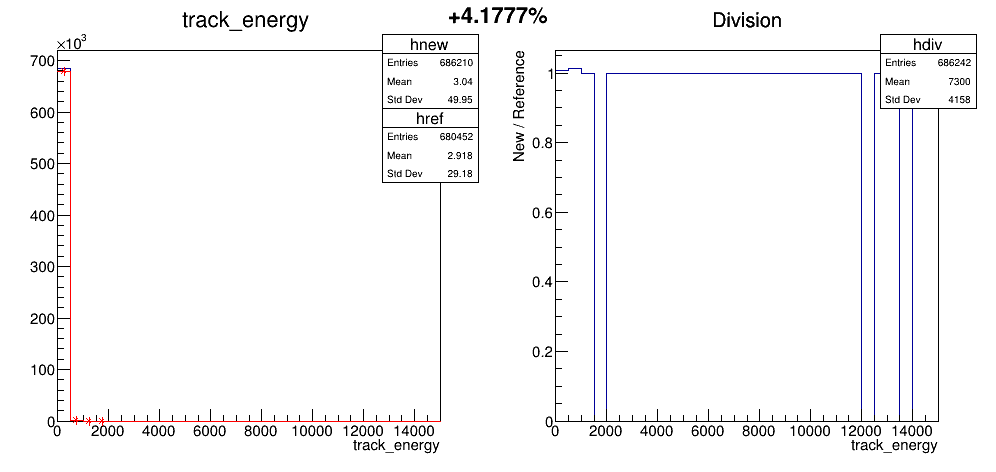 +4.1777%
track_energy
×10³
700
600
500
400
300
200
100
0
0 2000 4000 6000 8000 10000 12000 14000
track_energy
hnew
Entries 686210
Mean 3.04
Std Dev 49.95
href
Entries 680452
Mean 2.918
Std Dev 29.18
Division
New / Reference
1
0.8
0.6
0.4
0.2
0
0 2000 4000 6000 8000 10000 12000 14000
track_energy
hdiv
Entries 686242
Mean 7300
Std Dev 4158